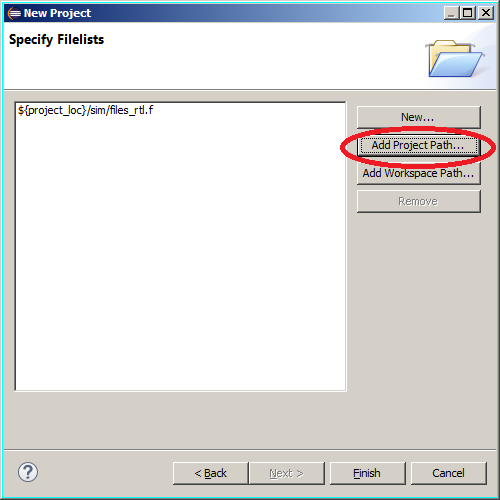 New Project
Specify Filelists
${project_loc}/sim/files_rtl.f
New...
Add Project Path...
Add Workspace Path...
Remove
?
< Back
Next >
Finish
Cancel